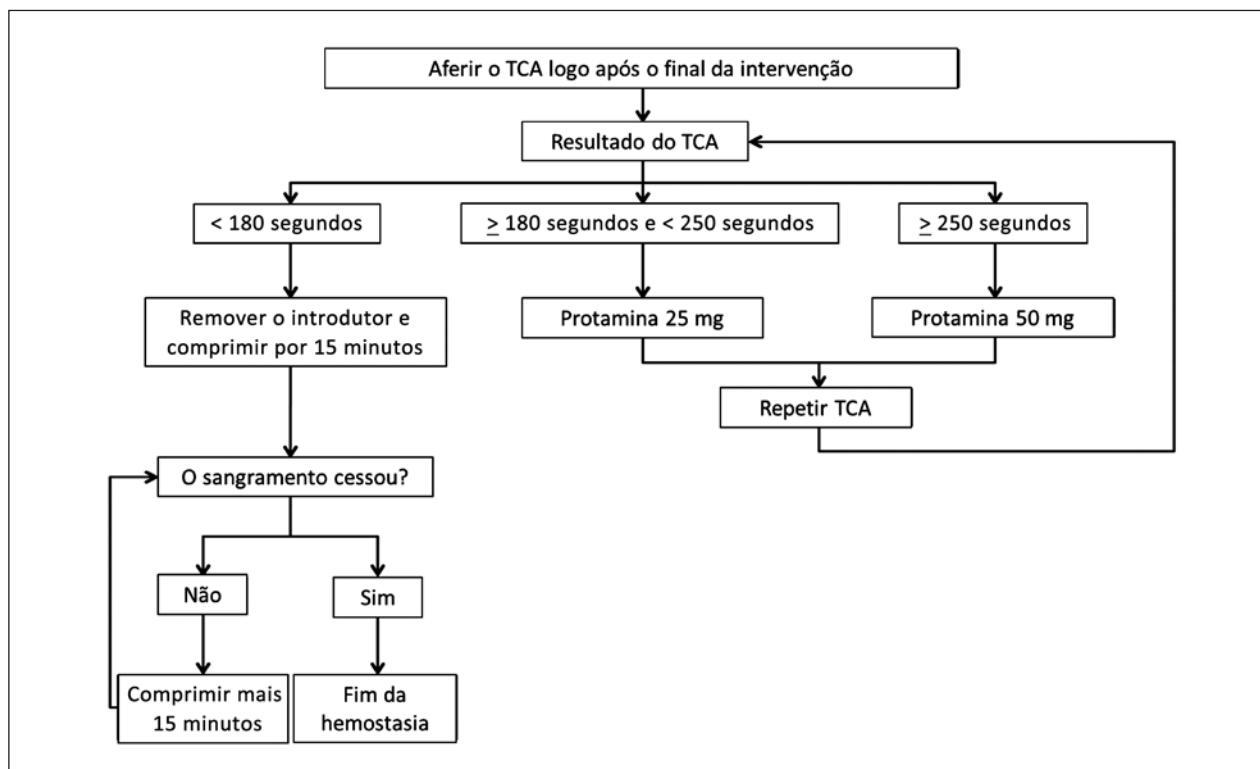 Aferir o TCA logo após o final da intervenção
Resultado do TCA
< 180 segundos
≥ 180 segundos e < 250 segundos
≥ 250 segundos
Remover o introdutor e
comprimir por 15 minutos
Protamina 25 mg
Protamina 50 mg
Repetir TCA
O sangramento cessou?
Não
Sim
Comprimir mais
15 minutos
Fim da
hemostasia